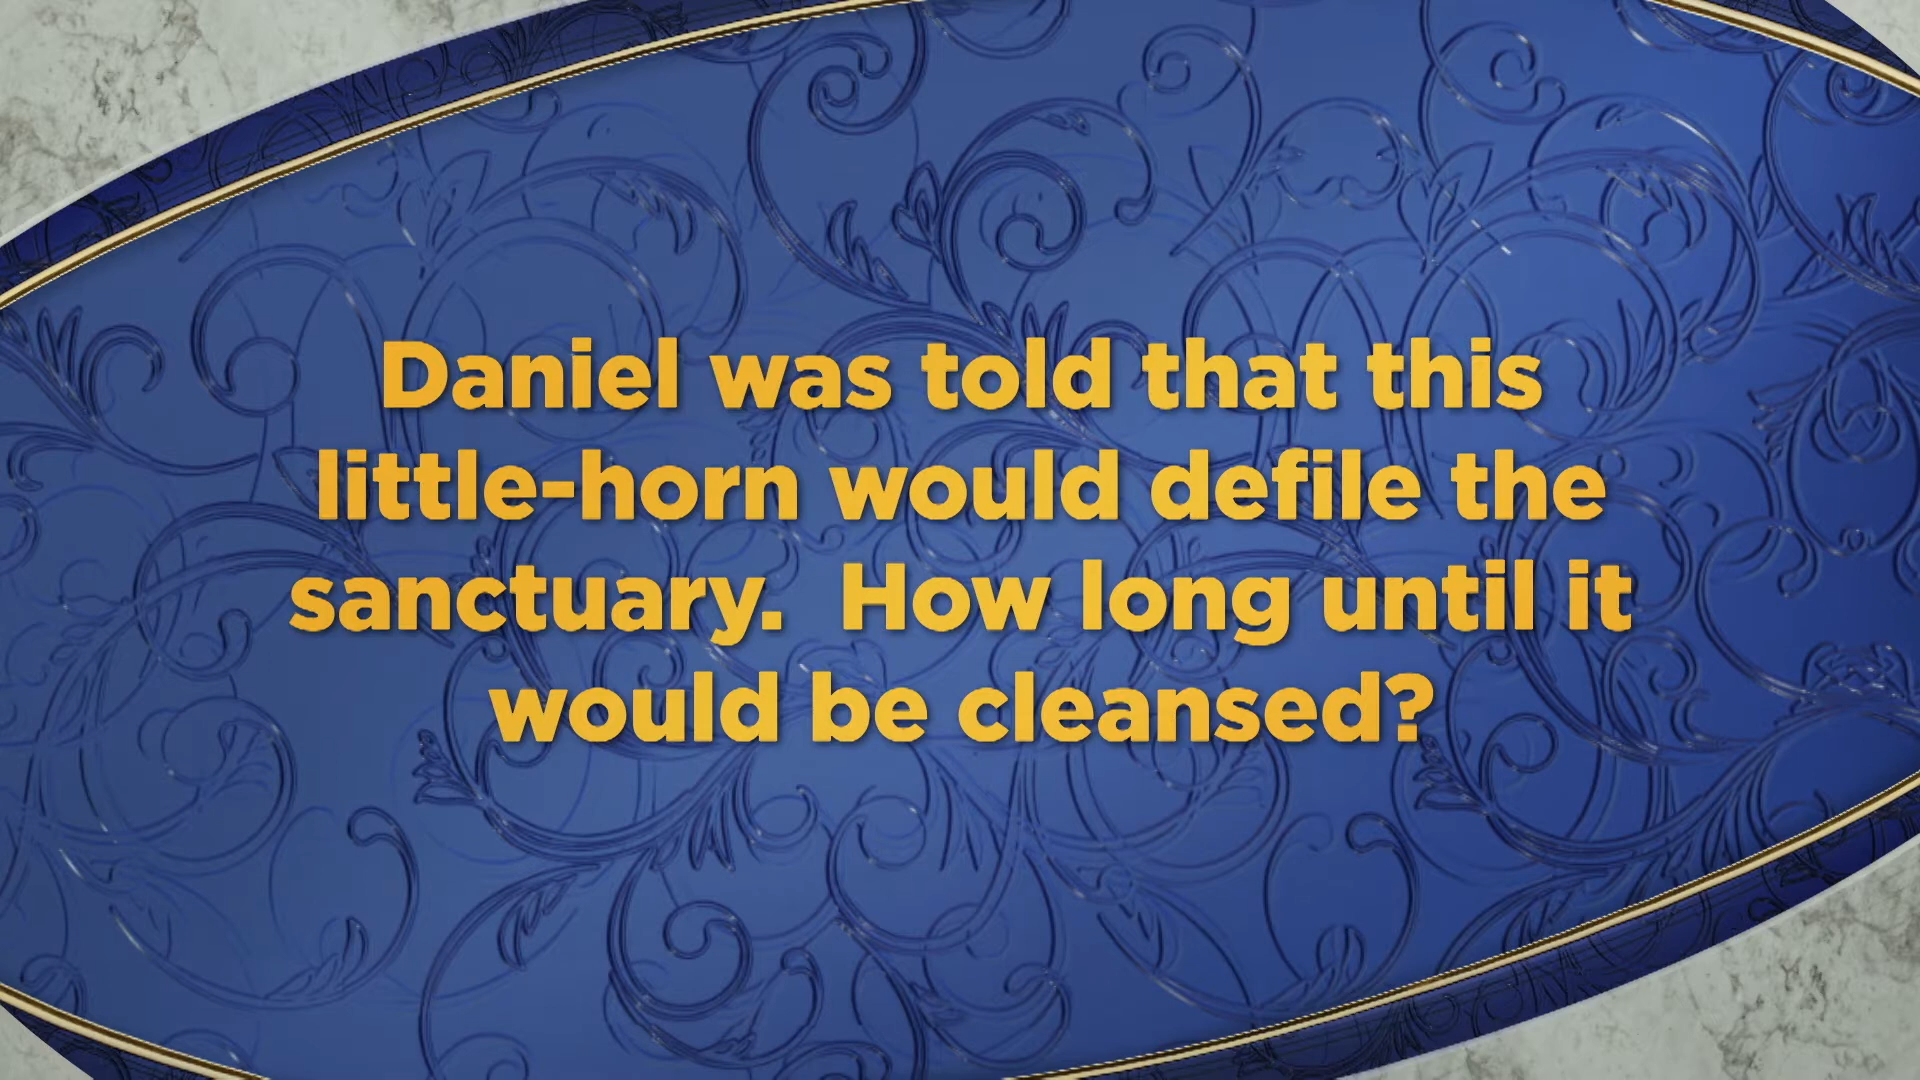 Daniel was told that this
little-horn would defile the
sanctuary.  How long until it
would be cleansed?